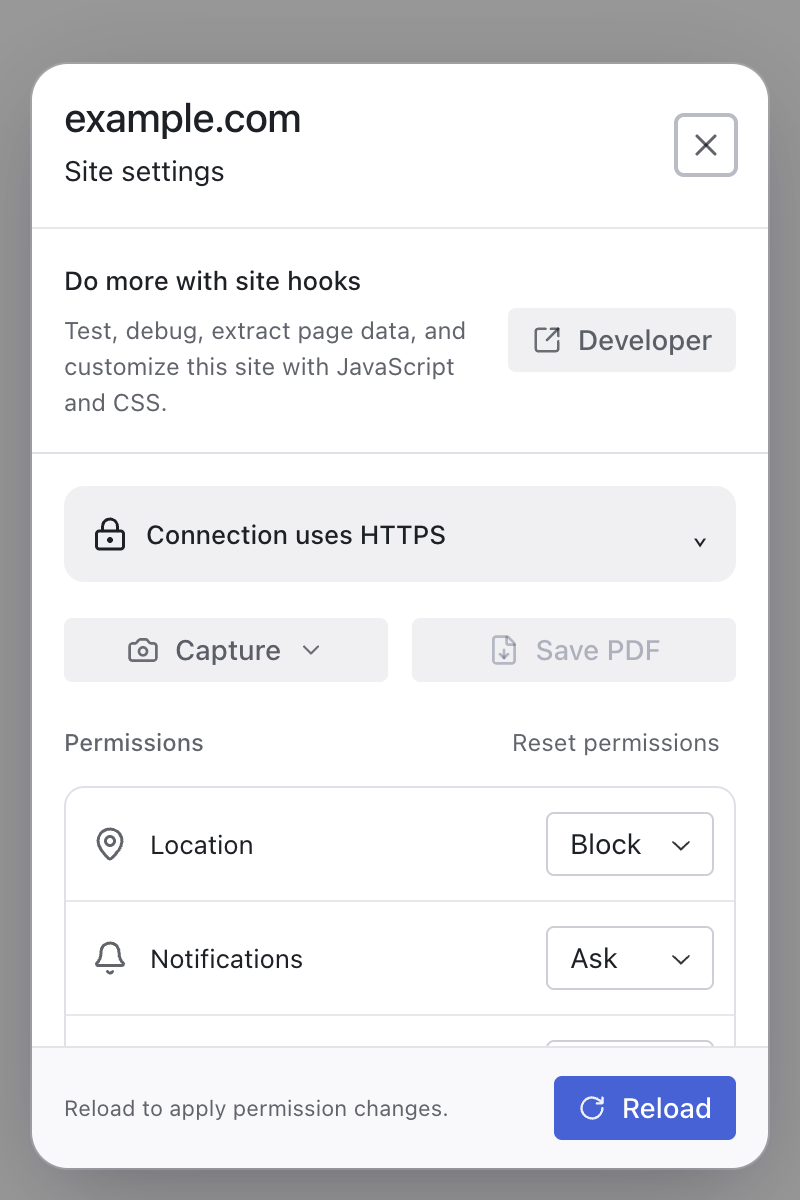 example.com
Site settings
Do more with site hooks
Test, debug, extract page data, and
customize this site with JavaScript
and CSS.
Developer
Connection uses HTTPS
Capture
Save PDF
Permissions
Reset permissions
Location
Block
Notifications
Ask
Reload to apply permission changes.
Reload